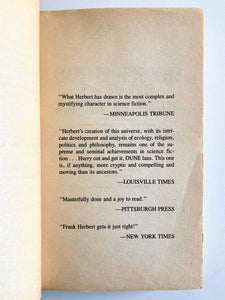 "What Herbert has drawn is the most complex and
mystifying character in science fiction."
—MINNEAPOLIS TRIBUNE
"Herbert's creation of this universe, with its intri-
cate development and analysis of ecology, religion,
politics and philosophy, remains one of the su-
preme and seminal achievements in science fic-
tion . . . Hurry out and get it, DUNE fans. This one
is, if anything, more cryptic and compelling and
moving than its ancestors."
—LOUISVILLE TIMES
"Masterfully done and a joy to read."
—PITTSBURGH PRESS
"Frank Herbert gets it just right!"
—NEW YORK TIMES